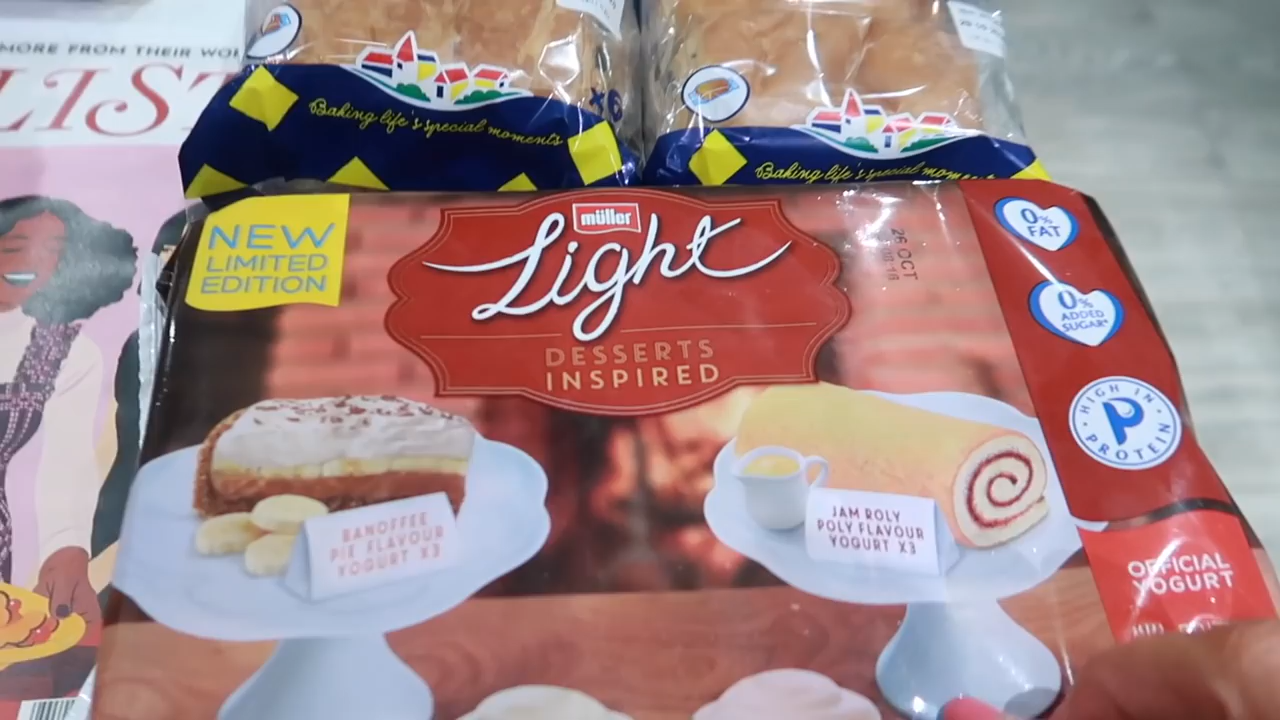 MORE FROM THEIR
LIST
x6
Baking life's special moments
Baking life's special moments
NEW
LIMITED
EDITION
müller
Light
DESSERTS
INSPIRED
26 OCT
0%
FAT
0%
ADDED
SUGAR*
HIGH IN
PROTEIN
P
BANOFFEE
PIE FLAVOUR
YOGURT X3
JAM ROLY
POLY FLAVOUR
YOGURT X3
OFFICIAL
YOGURT